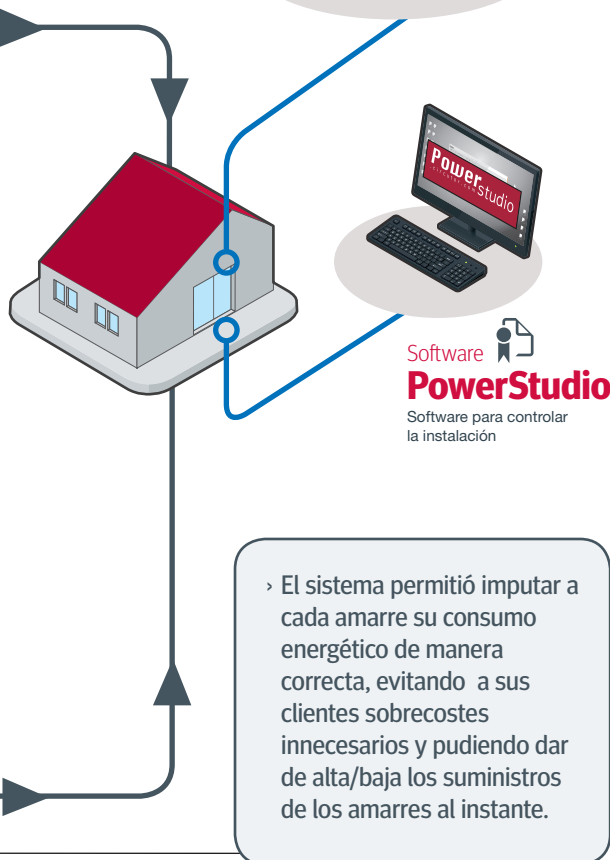 Power
studio
circutor.com
Software
PowerStudio
Software para controlar
la instalación
› El sistema permitió imputar a
cada amarre su consumo
energético de manera
correcta, evitando  a sus
clientes sobrecostes
innecesarios y pudiendo dar
de alta/baja los suministros
de los amarres al instante.